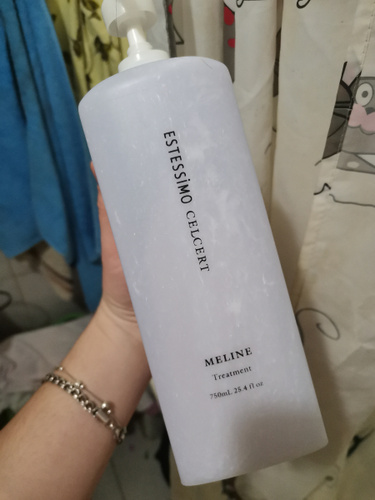 ESTESSiMO CELCERT
MELINE
Treatment
750mL 25.4 fl oz